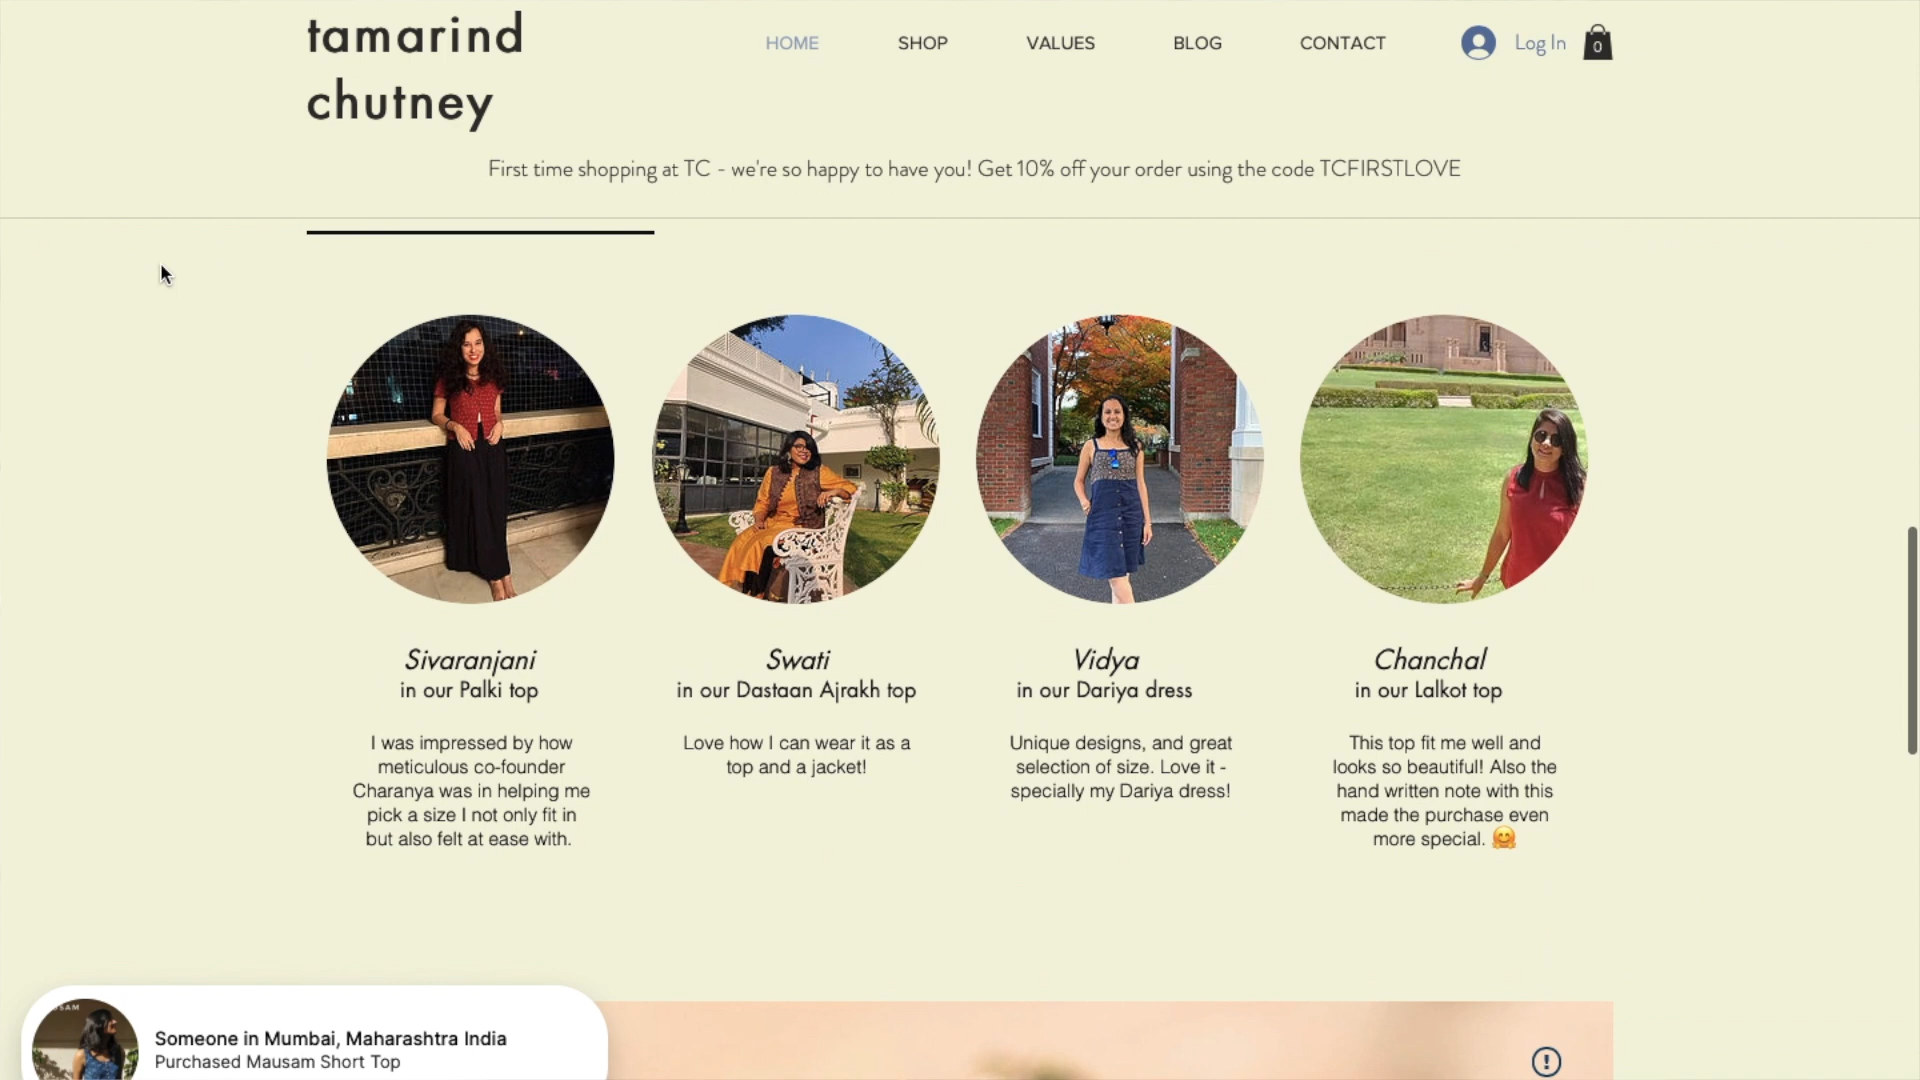 tamarind
chutney
HOME
SHOP
VALUES
BLOG
CONTACT
Log In
0
First time shopping at TC - we're so happy to have you! Get 10% off your order using the code TCFIRSTLOVE
Sivaranjani
in our Palki top
I was impressed by how
meticulous co-founder
Charanya was in helping me
pick a size I not only fit in
but also felt at ease with.
Swati
in our Dastaan Ajrakh top
Love how I can wear it as a
top and a jacket!
Vidya
in our Dariya dress
Unique designs, and great
selection of size. Love it -
specially my Dariya dress!
Chanchal
in our Lalkot top
This top fit me well and
looks so beautiful! Also the
hand written note with this
made the purchase even
more special. 🤗
Someone in Mumbai, Maharashtra India
Purchased Mausam Short Top